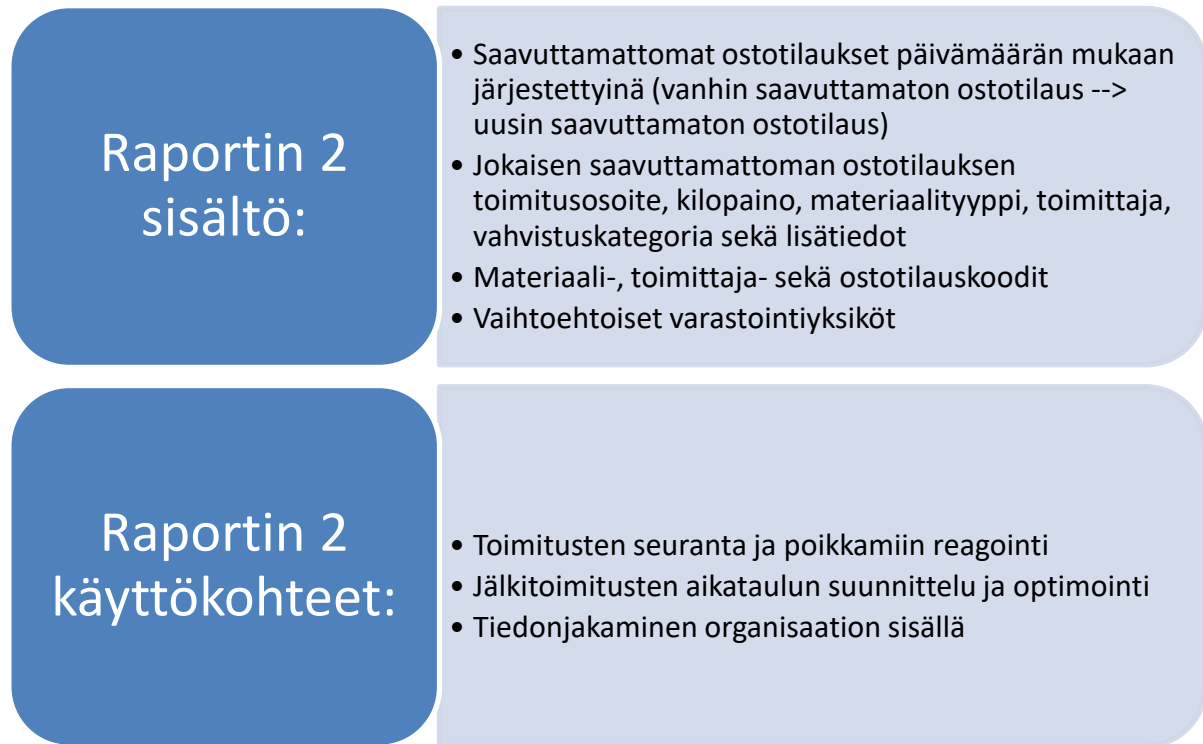 Raportin 2
sisältö:
• Saavuttamattomat ostotilaukset päivämäärän mukaan
järjestettyinä (vanhin saavuttamaton ostotilaus -->
uusin saavuttamaton ostotilaus)
• Jokaisen saavuttamattoman ostotilauksen
toimitusosoite, kilopaino, materiaalityyppi, toimittaja,
vahvistuskategoria sekä lisätiedot
• Materiaali-, toimittaja- sekä ostotilauskoodit
• Vaihtoehtoiset varastointiyksiköt
Raportin 2
käyttökohteet:
• Toimitusten seuranta ja poikkamiin reagointi
• Jälkitoimitusten aikataulun suunnittelu ja optimointi
• Tiedonjakaminen organisaation sisällä